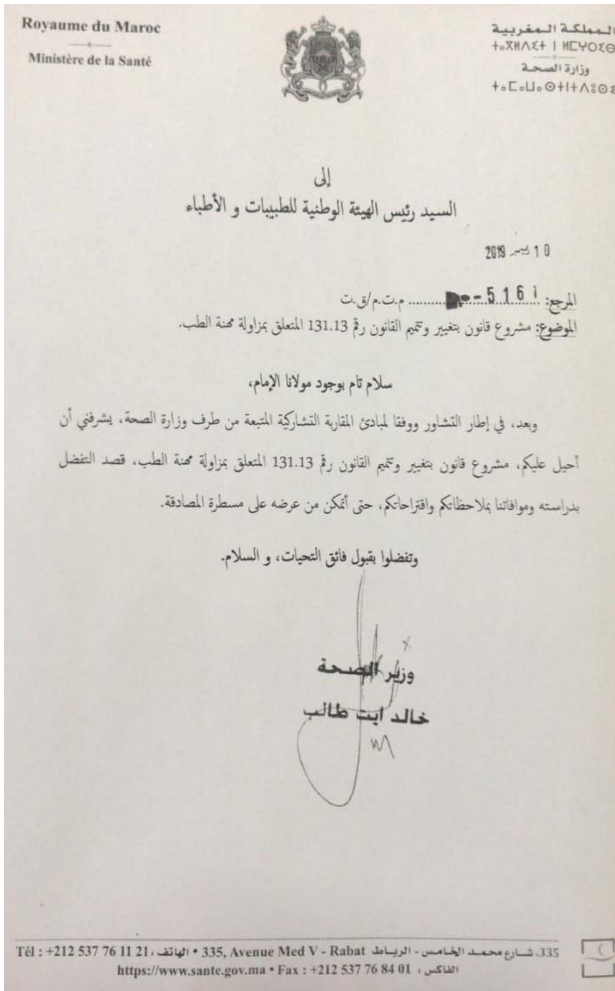 Royaume du Maroc
Ministère de la Santé
المملكة المغربية
ⵜⴰⴳⵍⴷⵉⵜ ⵏ ⵍⵎⵖⵔⵉⴱ
وزارة الصحة
إلى
السيد رئيس الهيئة الوطنية للطبيبات و الأطباء
10 ديسمبر 2019
المرجع: 5161 م.ت.م/ق.ت
الموضوع: مشروع قانون بتغيير وتتميم القانون رقم 131.13 المتعلق بمزاولة مهنة الطب.
سلام تام بوجود مولانا الإمام،
وبعد، في إطار التشاور ووفقا لمبادئ المقاربة التشاركية المتبعة من طرف وزارة الصحة، يشرفني أن
أحيل عليكم، مشروع قانون بتغيير وتتميم القانون رقم 131.13 المتعلق بمزاولة مهنة الطب، قصد التفضل
بدراسته وموافاتنا بملاحظاتكم واقتراحاتكم، حتى أتمكن من عرضه على مسطرة المصادقة.
وتفضلوا بقبول فائق التحيات، و السلام.
وزير الصحة
خالد ايت طالب
335، شارع محمد الخامس - الرباط 335, Avenue Med V - Rabat • الهاتف : Tél : +212 537 76 11 21
https://www.sante.gov.ma • Fax : +212 537 76 84 01 : الفاكس